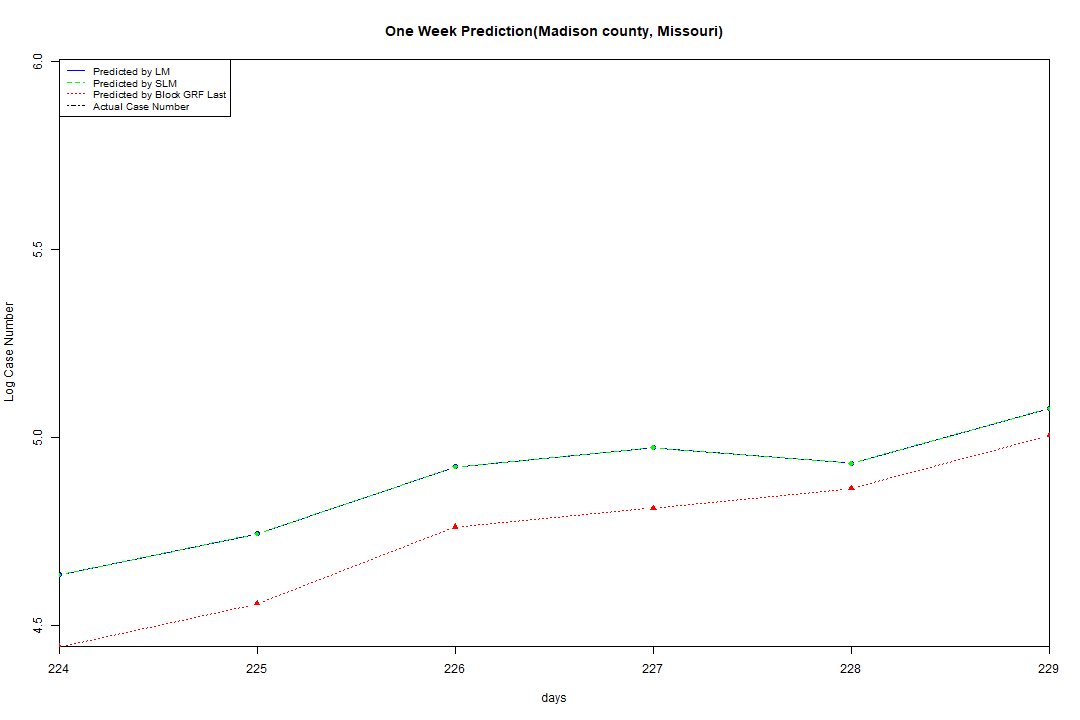 One Week Prediction(Madison county, Missouri)
Predicted by LM
Predicted by SLM
Predicted by Block GRF Last
Actual Case Number
6.0
5.5
5.0
4.5
Log Case Number
224 225 226 227 228 229
days